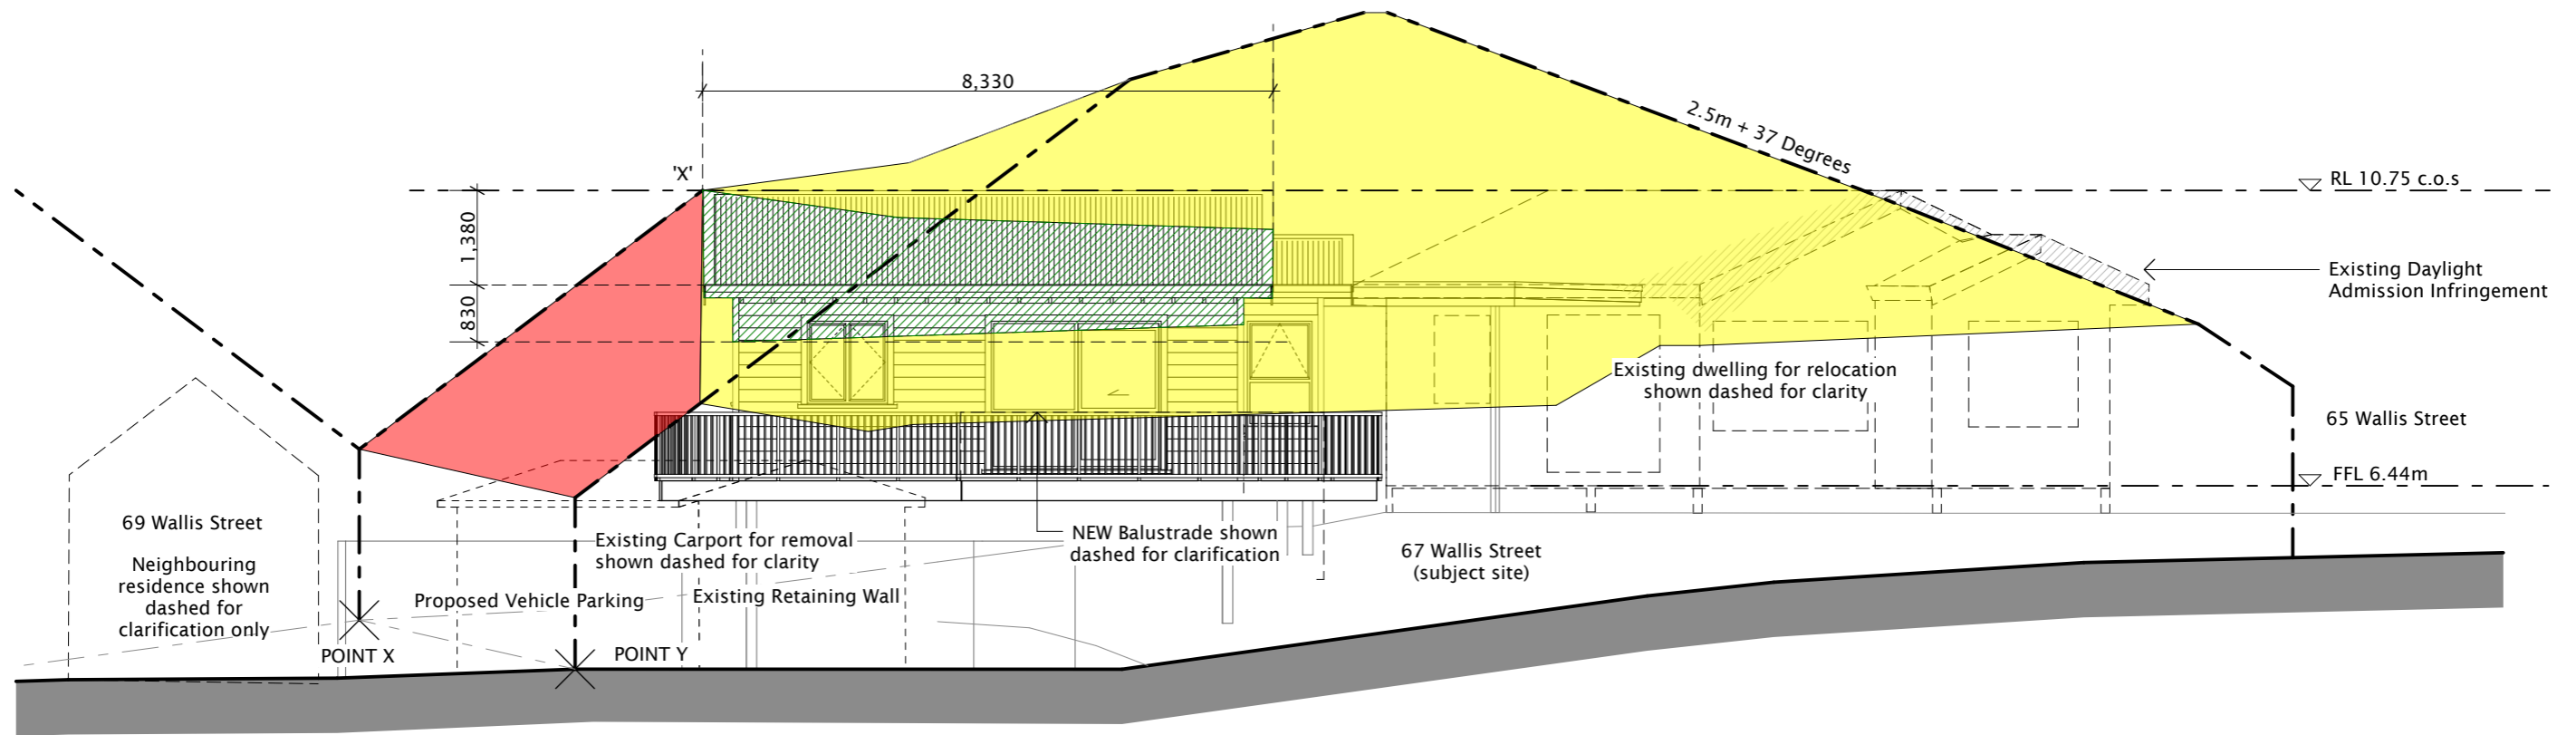 8,330
2.5m + 37 Degrees
'X'
RL 10.75 c.o.s
1,380
830
Existing Daylight
Admission Infringement
Existing dwelling for relocation
shown dashed for clarity
65 Wallis Street
FFL 6.44m
69 Wallis Street
Neighbouring
residence shown
dashed for
clarification only
Existing Carport for removal
shown dashed for clarity
NEW Balustrade shown
dashed for clarification
67 Wallis Street
(subject site)
Proposed Vehicle Parking
Existing Retaining Wall
POINT X
POINT Y